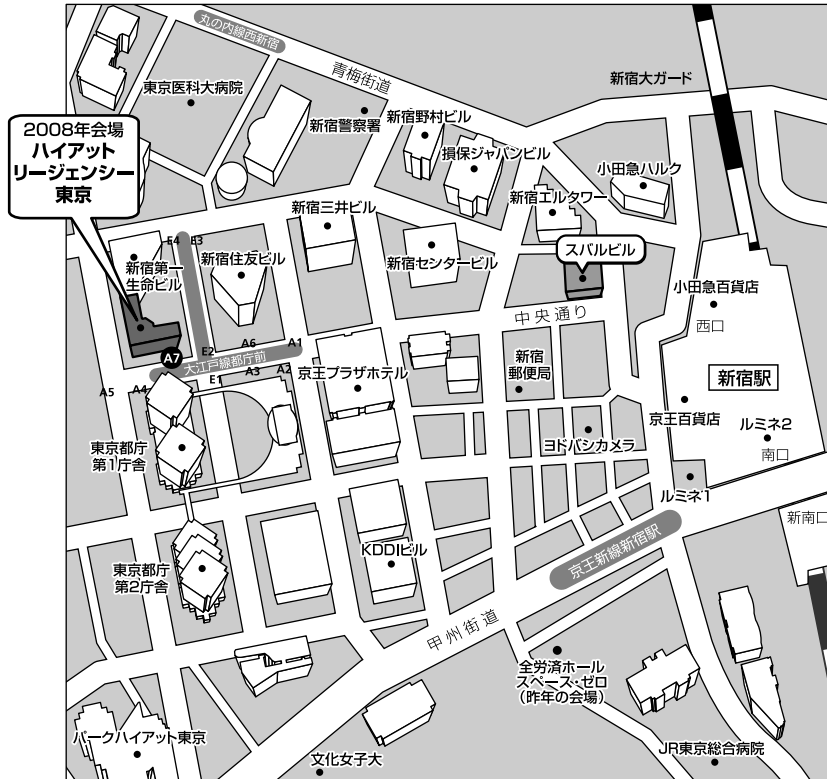 丸の内線西新宿
青梅街道
新宿大ガード
東京医科大病院
新宿警察署
新宿野村ビル
損保ジャパンビル
小田急ハルク
2008年会場
ハイアット
リージェンシー
東京
新宿三井ビル
新宿エルタワー
E4
E3
新宿第一
生命ビル
新宿住友ビル
新宿センタービル
スバルビル
小田急百貨店
中央通り
西口
A7
E2
A6
A1
大江戸線都庁前
A5
A4
E1
A3
A2
京王プラザホテル
新宿
郵便局
新宿駅
京王百貨店
ルミネ2
南口
東京都庁
第1庁舎
ヨドバシカメラ
ルミネ1
新南口
京王新線新宿駅
KDDIビル
東京都庁
第2庁舎
甲州街道
全労済ホール
スペース・ゼロ
(昨年の会場)
パークハイアット東京
文化女子大
JR東京総合病院